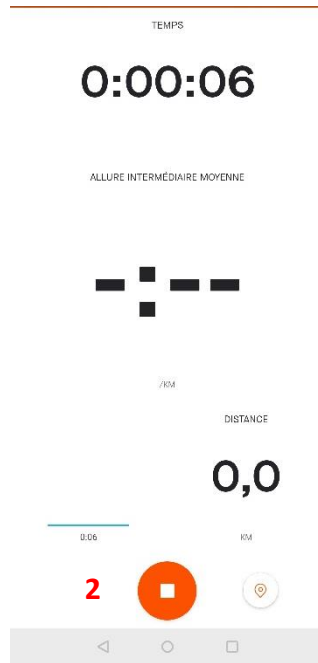 TEMPS
0:00:06
ALLURE INTERMÉDIAIRE MOYENNE
-:--
/KM
DISTANCE
0,0
0:06
KM
2